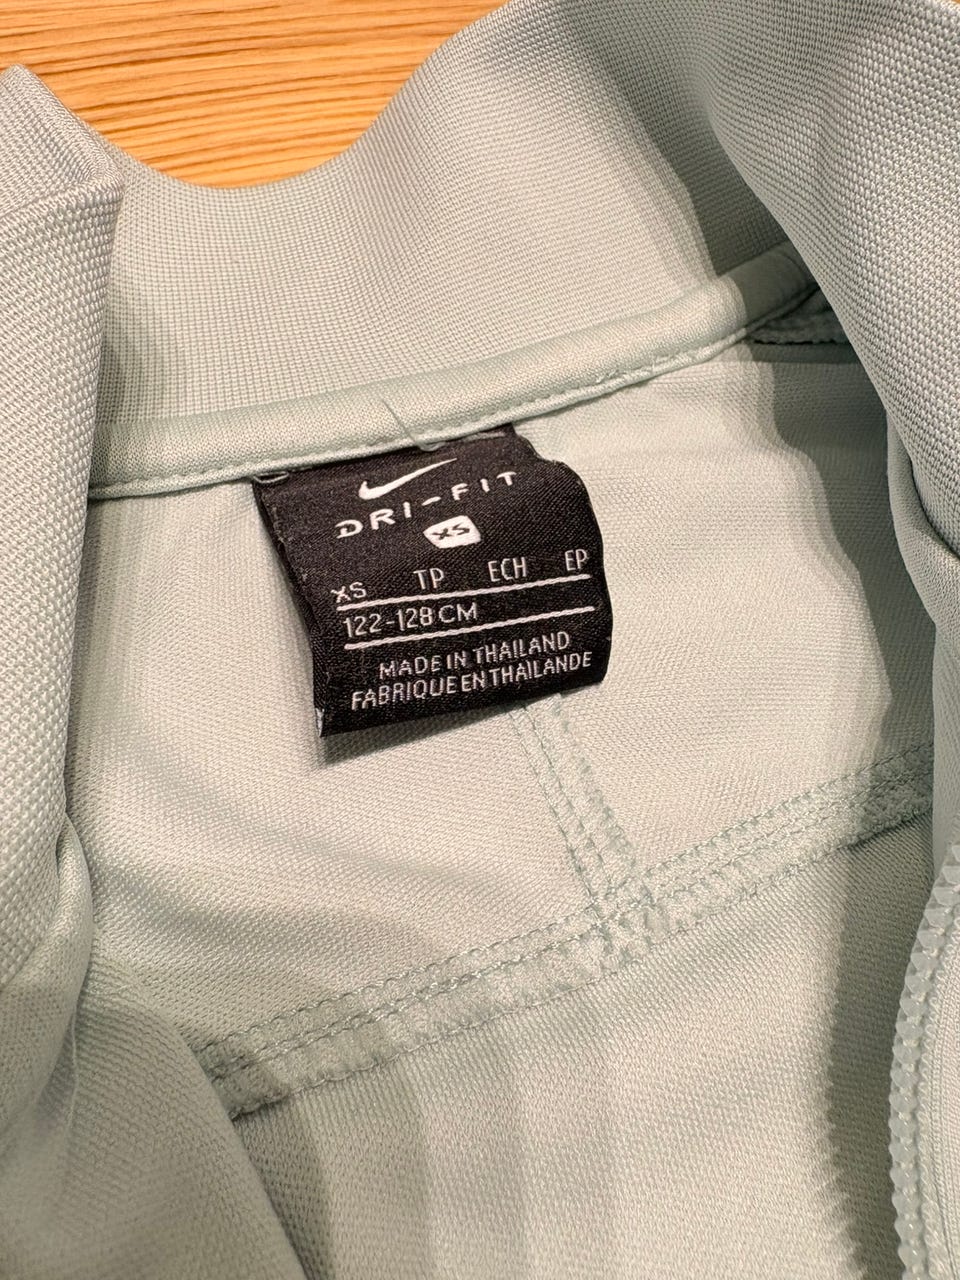 DRI-FIT
XS
XS TP ECH EP
122-128 CM
MADE IN THAILAND
FABRIQUE EN THAILANDE